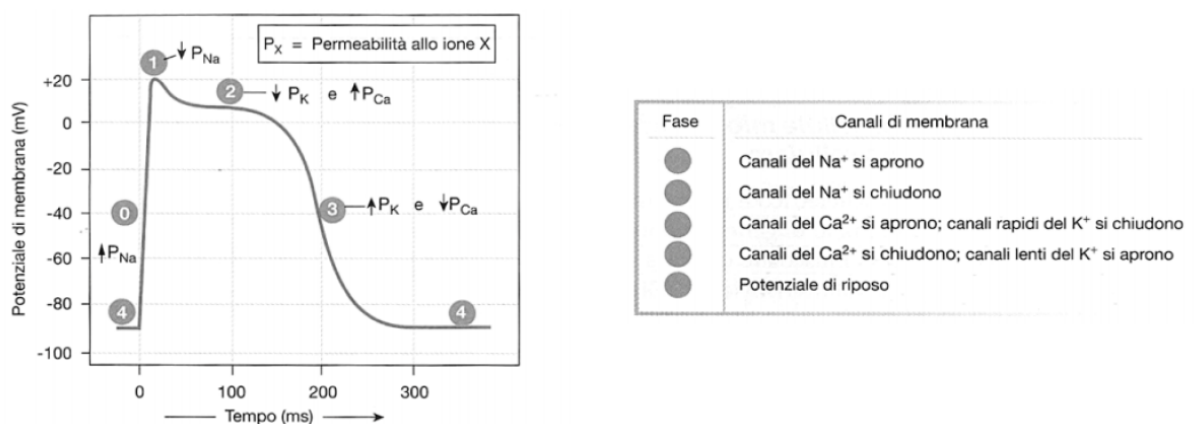 P_X = Permeabilità allo ione X
1 ↓ P_Na
2 ↓ P_K e ↑P_Ca
3 ↑P_K e ↓P_Ca
0
↑P_Na
4
4
Potenziale di membrana (mV)
+20
0
-20
-40
-60
-80
-100
0 100 200 300
Tempo (ms)
Fase Canali di membrana
Canali del Na⁺ si aprono
Canali del Na⁺ si chiudono
Canali del Ca²⁺ si aprono; canali rapidi del K⁺ si chiudono
Canali del Ca²⁺ si chiudono; canali lenti del K⁺ si aprono
Potenziale di riposo